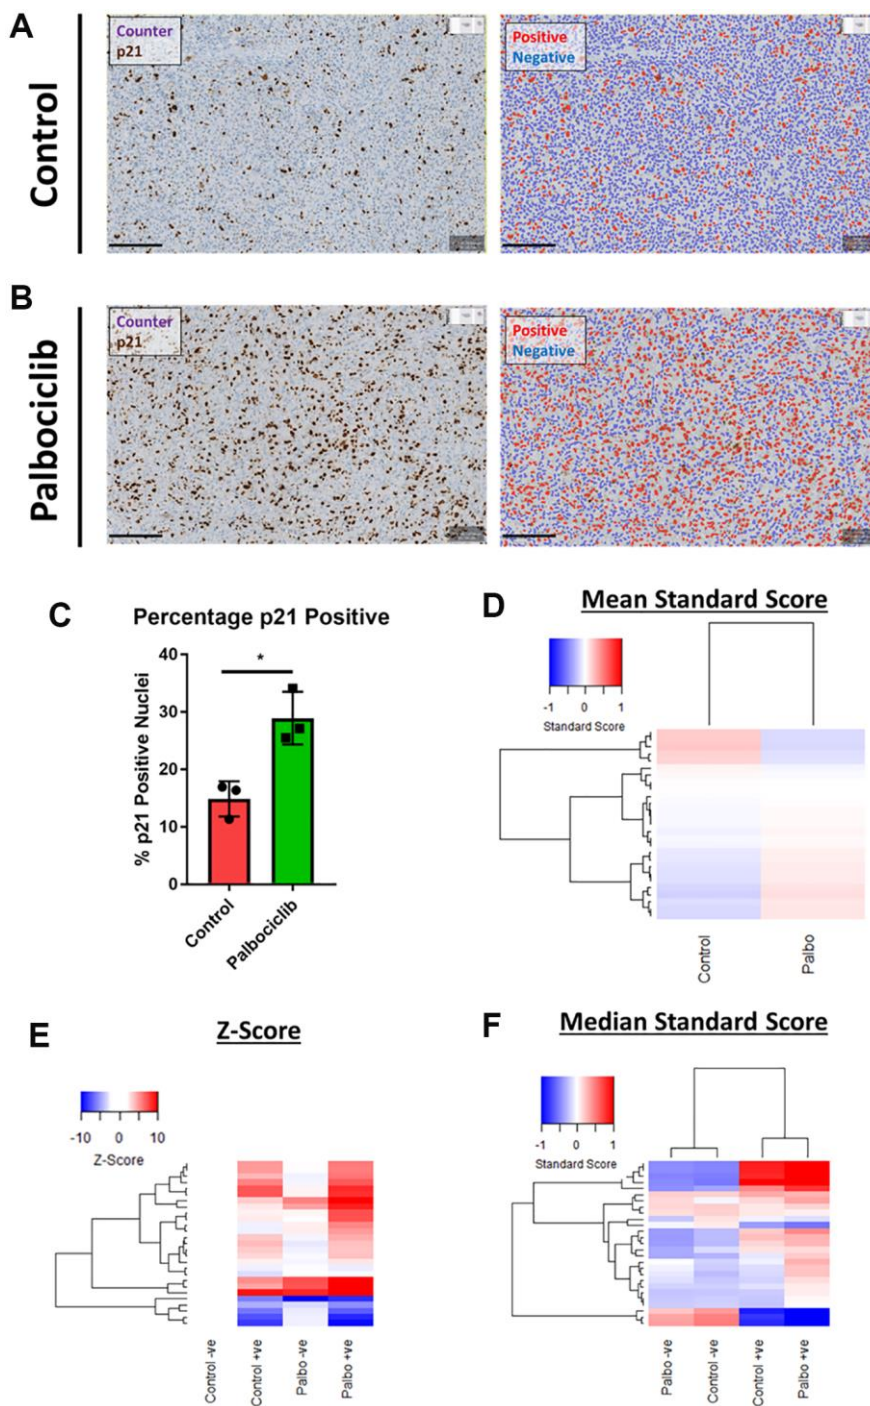 A
Control
Counter
p21
Positive
Negative
B
Palbociclib
Counter
p21
Positive
Negative
C
Percentage p21 Positive
% p21 Positive Nuclei
40
30
20
10
0
*
Control
Palbociclib
D
Mean Standard Score
-1 0 1
Standard Score
Control
Palbo
E
Z-Score
-10 0 10
Z-Score
Control -ve
Control +ve
Palbo -ve
Palbo +ve
F
Median Standard Score
-1 0 1
Standard Score
Palbo -ve
Control -ve
Control +ve
Palbo +ve